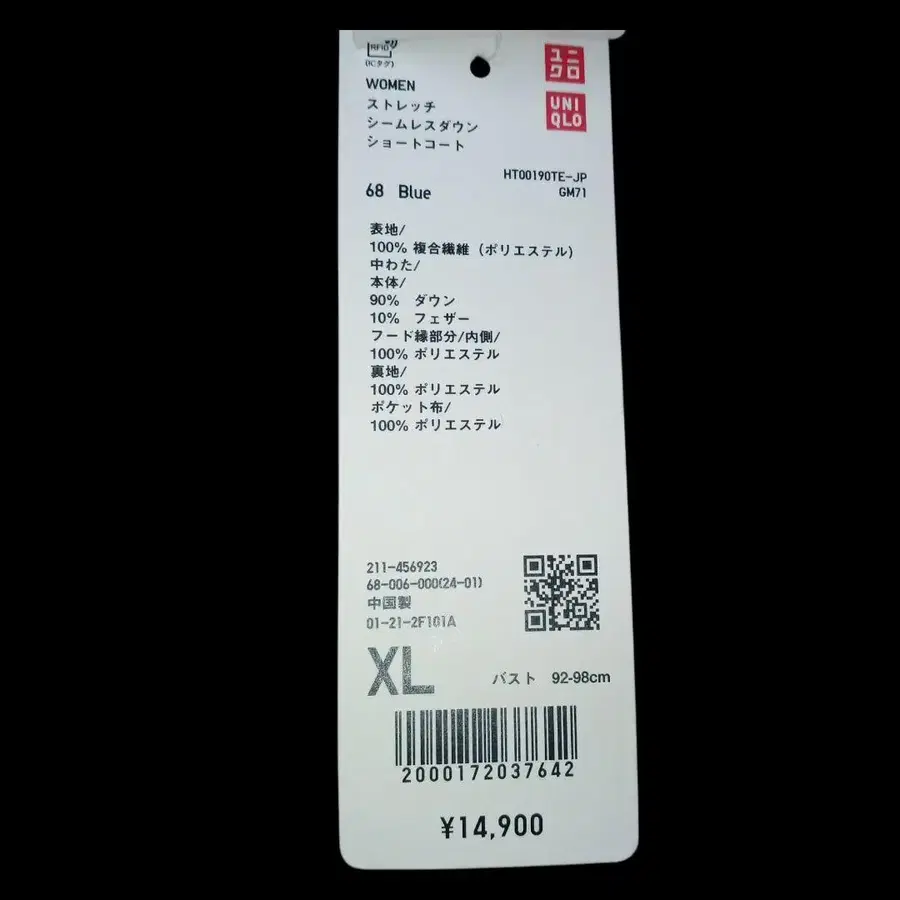 RFID
(ICタグ)
ユニ
クロ
WOMEN
UNI
QLO
ストレッチ
シームレスダウン
ショートコート
HT00190TE-JP
68 Blue
GM71
表地/
100% 複合繊維 (ポリエステル)
中わた/
本体/
90% ダウン
10% フェザー
フード縁部分/内側/
100% ポリエステル
裏地/
100% ポリエステル
ポケット布/
100% ポリエステル
211-456923
68-006-000(24-01)
中国製
01-21-2F101A
XL
バスト 92-98cm
2000172037642
¥14,900